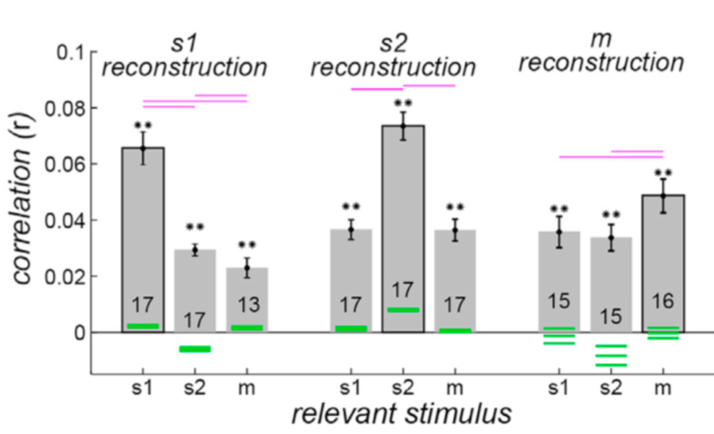 s1
reconstruction
s2
reconstruction
m
reconstruction
correlation (r)
0.1
0.08
0.06
0.04
0.02
0
** ** ** ** ** ** ** ** **
17 17 13 17 17 17 15 15 16
s1 s2 m s1 s2 m s1 s2 m
relevant stimulus